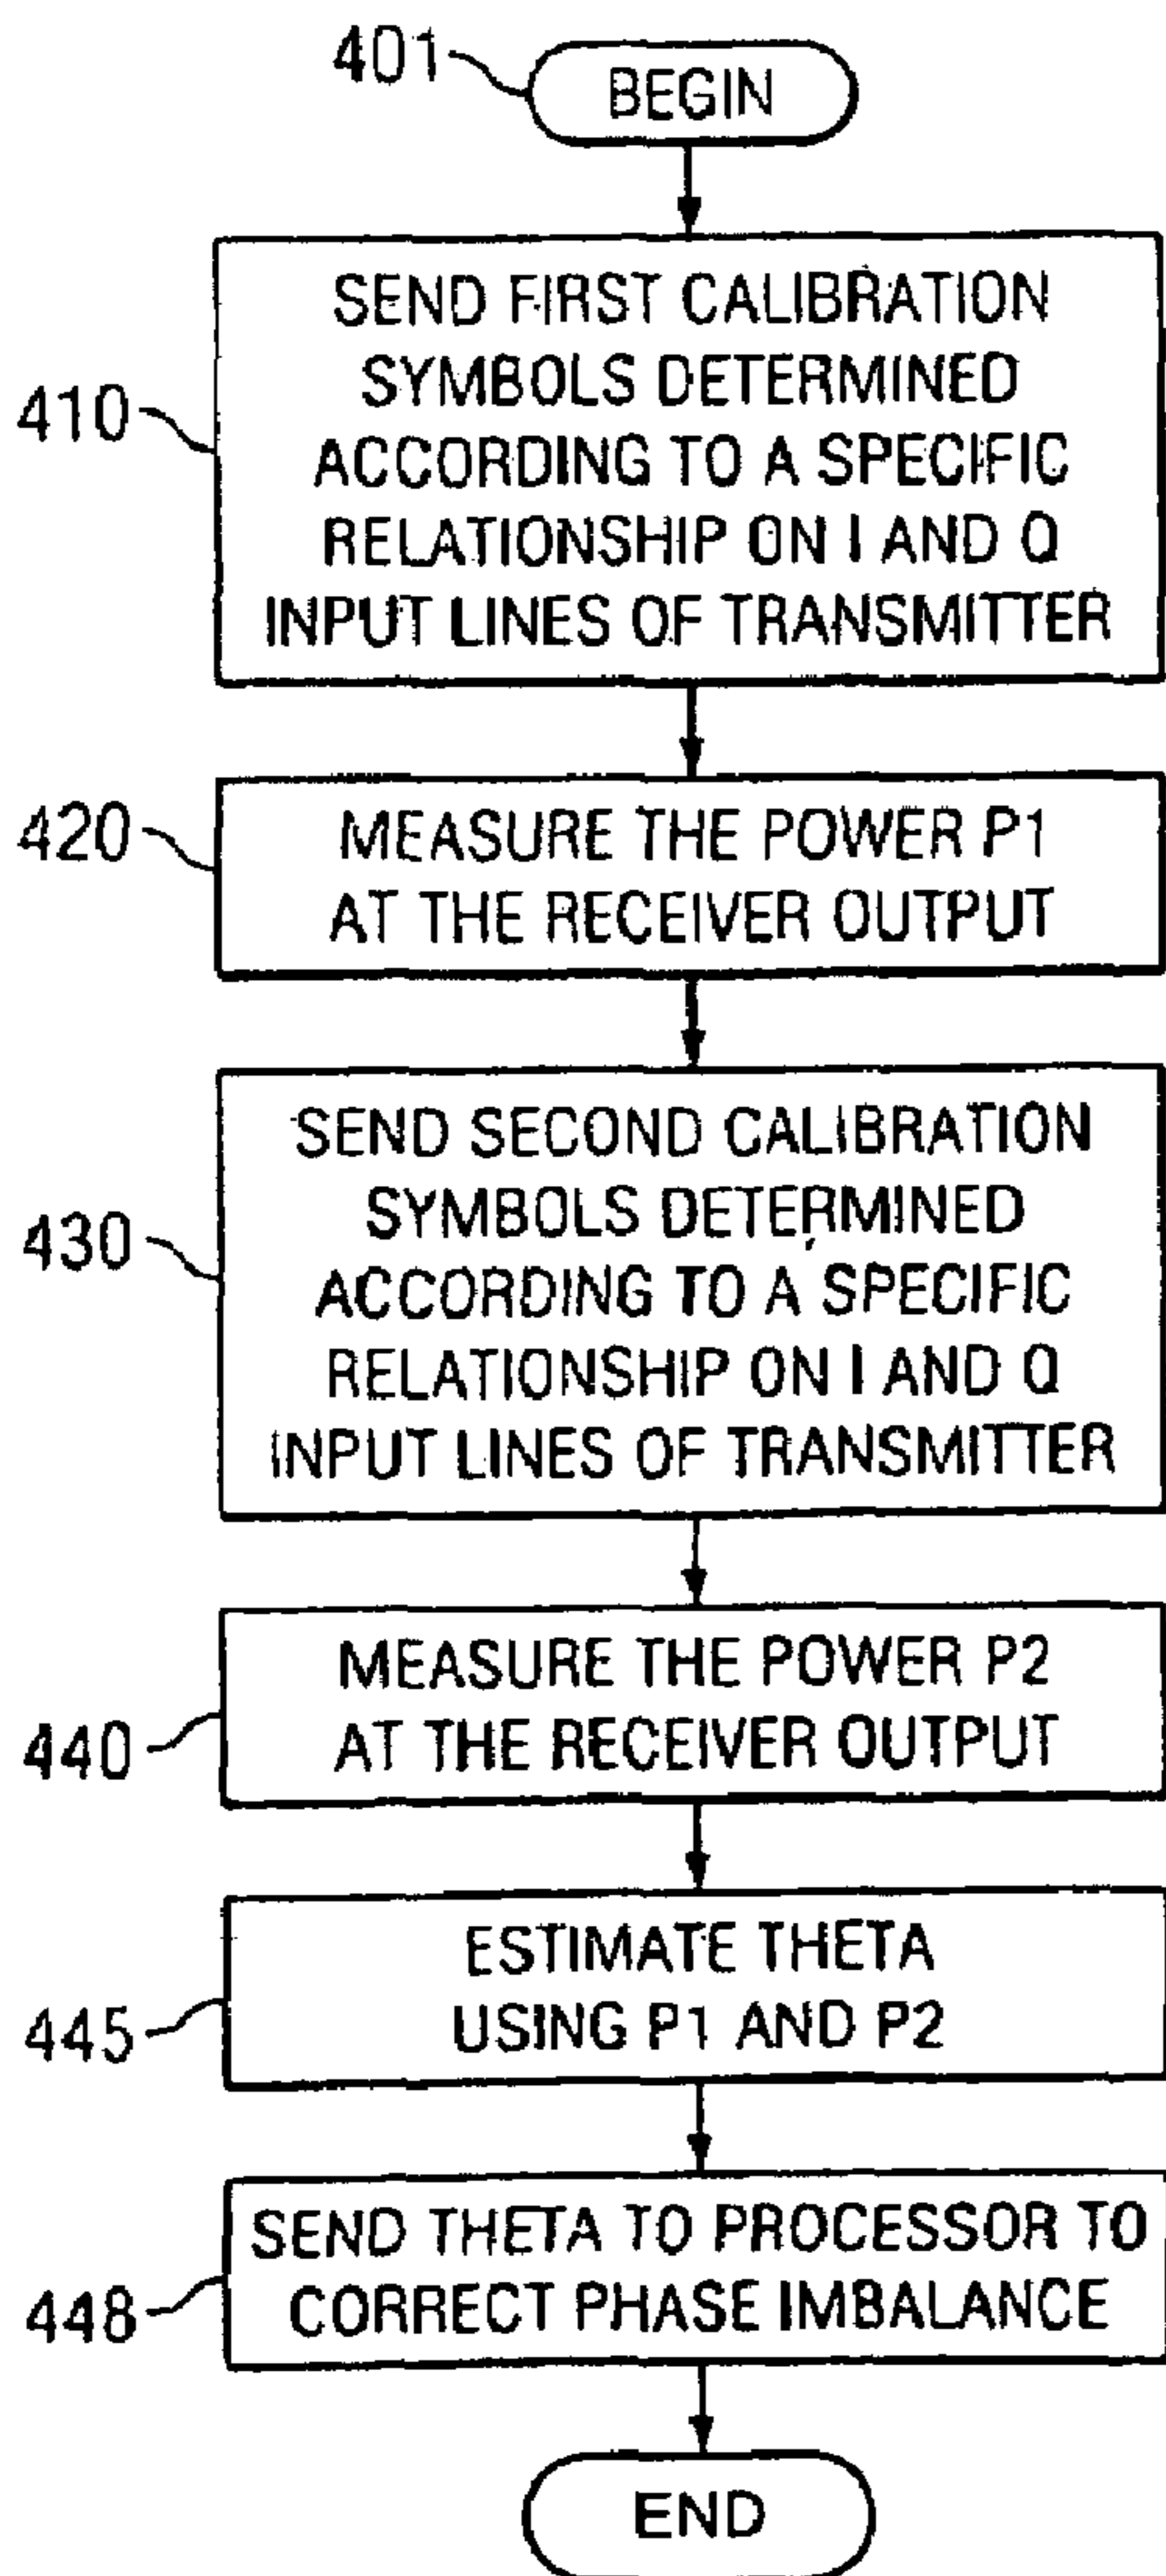 401
BEGIN
410
SEND FIRST CALIBRATION
SYMBOLS DETERMINED
ACCORDING TO A SPECIFIC
RELATIONSHIP ON I AND Q
INPUT LINES OF TRANSMITTER
420
MEASURE THE POWER P1
AT THE RECEIVER OUTPUT
430
SEND SECOND CALIBRATION
SYMBOLS DETERMINED
ACCORDING TO A SPECIFIC
RELATIONSHIP ON I AND Q
INPUT LINES OF TRANSMITTER
440
MEASURE THE POWER P2
AT THE RECEIVER OUTPUT
445
ESTIMATE THETA
USING P1 AND P2
448
SEND THETA TO PROCESSOR TO
CORRECT PHASE IMBALANCE
END